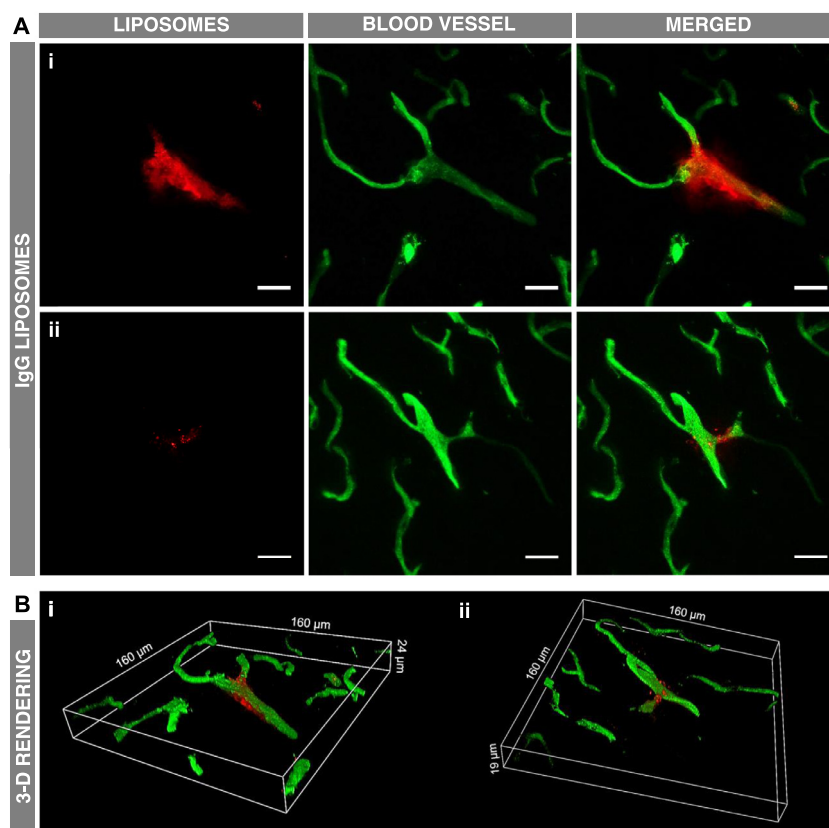 A
LIPOSOMES
BLOOD VESSEL
MERGED
IgG LIPOSOMES
i
ii
B
3-D RENDERING
i
160 µm
160 µm
24 µm
ii
160 µm
160 µm
19 µm